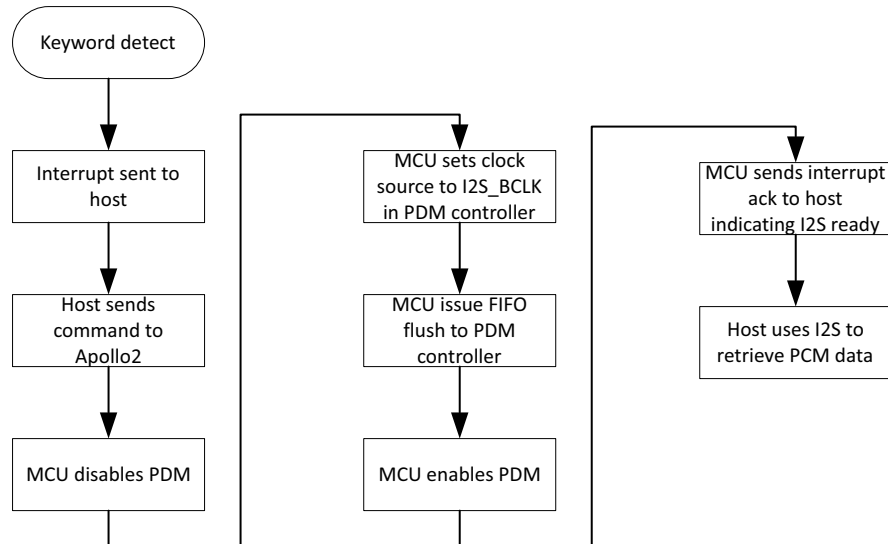 Keyword detect
Interrupt sent to
host
Host sends
command to
Apollo2
MCU disables PDM
MCU sets clock
source to I2S_BCLK
in PDM controller
MCU issue FIFO
flush to PDM
controller
MCU enables PDM
MCU sends interrupt
ack to host
indicating I2S ready
Host uses I2S to
retrieve PCM data